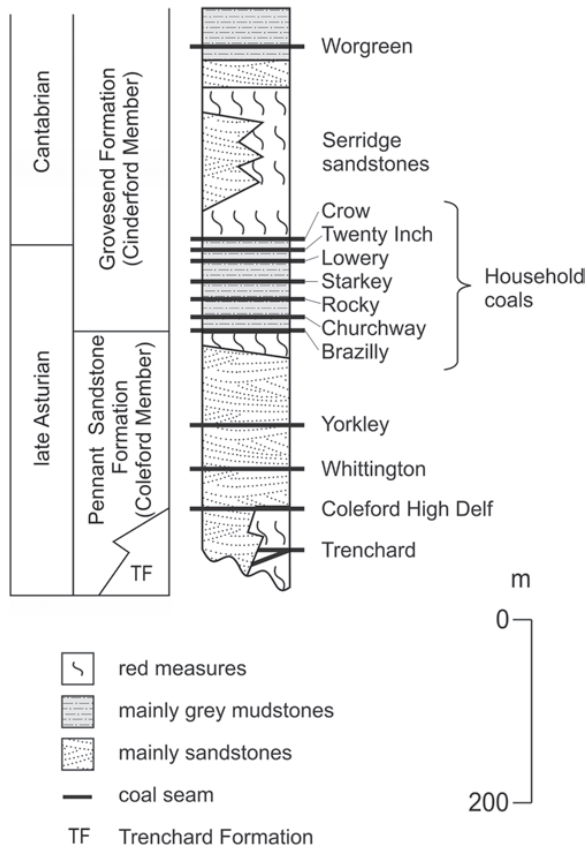 Cantabrian
late Asturian
Grovesend Formation
(Cinderford Member)
Pennant Sandstone
Formation
(Coleford Member)
TF
Worgreen
Serridge
sandstones
Crow
Twenty Inch
Lowery
Starkey
Rocky
Churchway
Brazilly
Household
coals
Yorkley
Whittington
Coleford High Delf
Trenchard
m
0
200
red measures
mainly grey mudstones
mainly sandstones
coal seam
TF Trenchard Formation